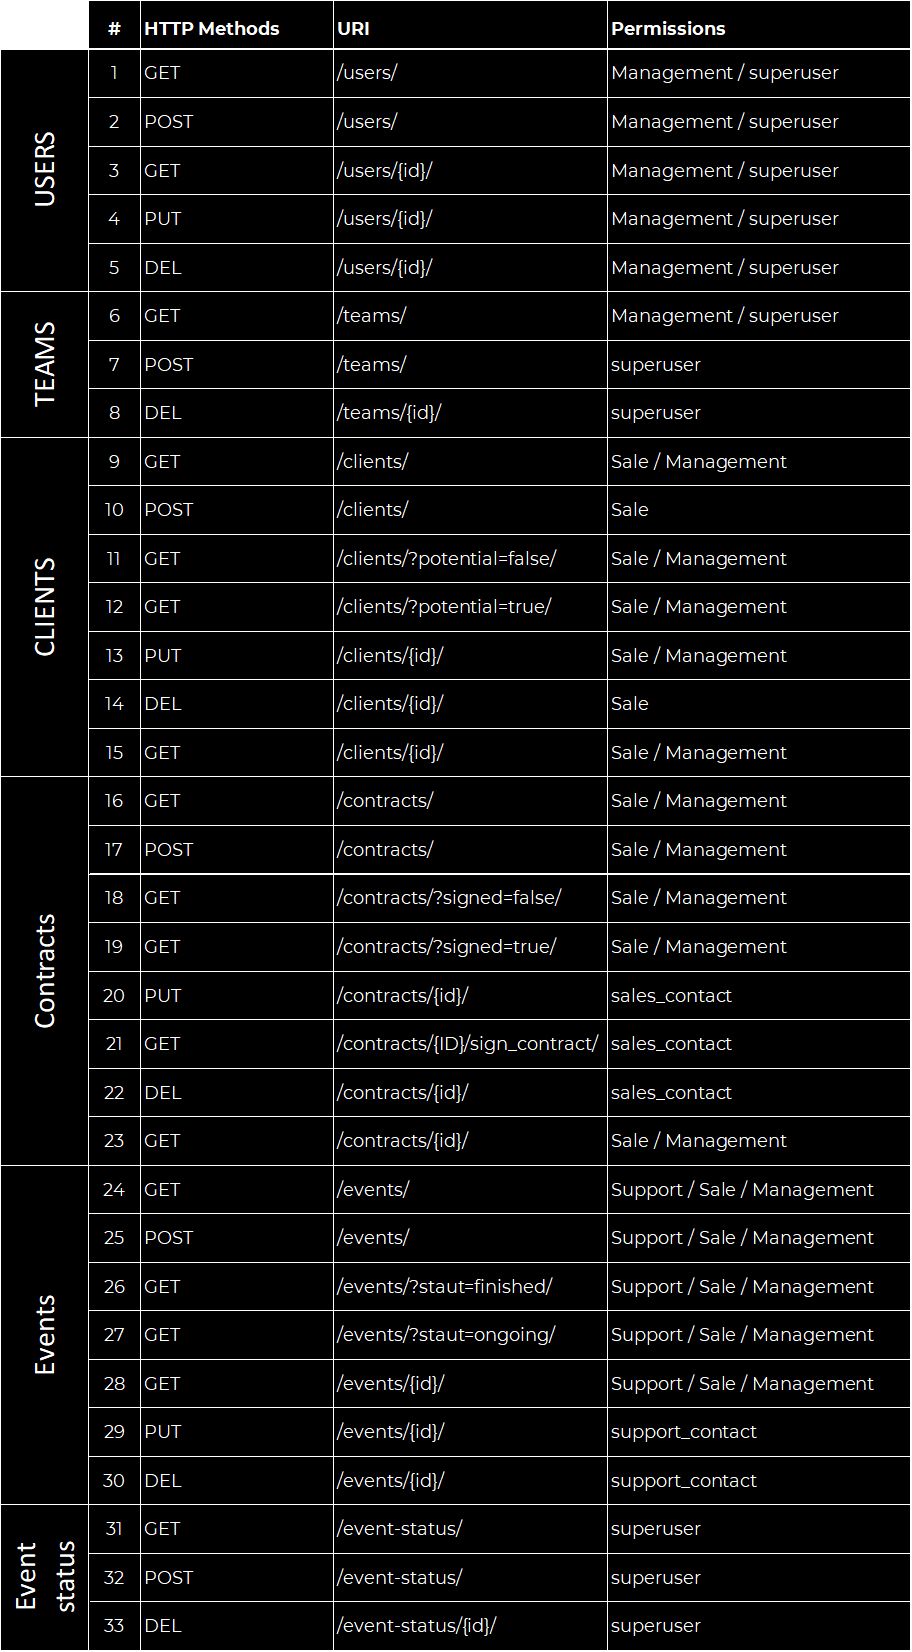 # HTTP Methods URI Permissions
USERS
1 GET /users/ Management / superuser
2 POST /users/ Management / superuser
3 GET /users/{id}/ Management / superuser
4 PUT /users/{id}/ Management / superuser
5 DEL /users/{id}/ Management / superuser
TEAMS
6 GET /teams/ Management / superuser
7 POST /teams/ superuser
8 DEL /teams/{id}/ superuser
CLIENTS
9 GET /clients/ Sale / Management
10 POST /clients/ Sale
11 GET /clients/?potential=false/ Sale / Management
12 GET /clients/?potential=true/ Sale / Management
13 PUT /clients/{id}/ Sale / Management
14 DEL /clients/{id}/ Sale
15 GET /clients/{id}/ Sale / Management
Contracts
16 GET /contracts/ Sale / Management
17 POST /contracts/ Sale / Management
18 GET /contracts/?signed=false/ Sale / Management
19 GET /contracts/?signed=true/ Sale / Management
20 PUT /contracts/{id}/ sales_contact
21 GET /contracts/{ID}/sign_contract/ sales_contact
22 DEL /contracts/{id}/ sales_contact
23 GET /contracts/{id}/ Sale / Management
Events
24 GET /events/ Support / Sale / Management
25 POST /events/ Support / Sale / Management
26 GET /events/?staut=finished/ Support / Sale / Management
27 GET /events/?staut=ongoing/ Support / Sale / Management
28 GET /events/{id}/ Support / Sale / Management
29 PUT /events/{id}/ support_contact
30 DEL /events/{id}/ support_contact
Event
status
31 GET /event-status/ superuser
32 POST /event-status/ superuser
33 DEL /event-status/{id}/ superuser